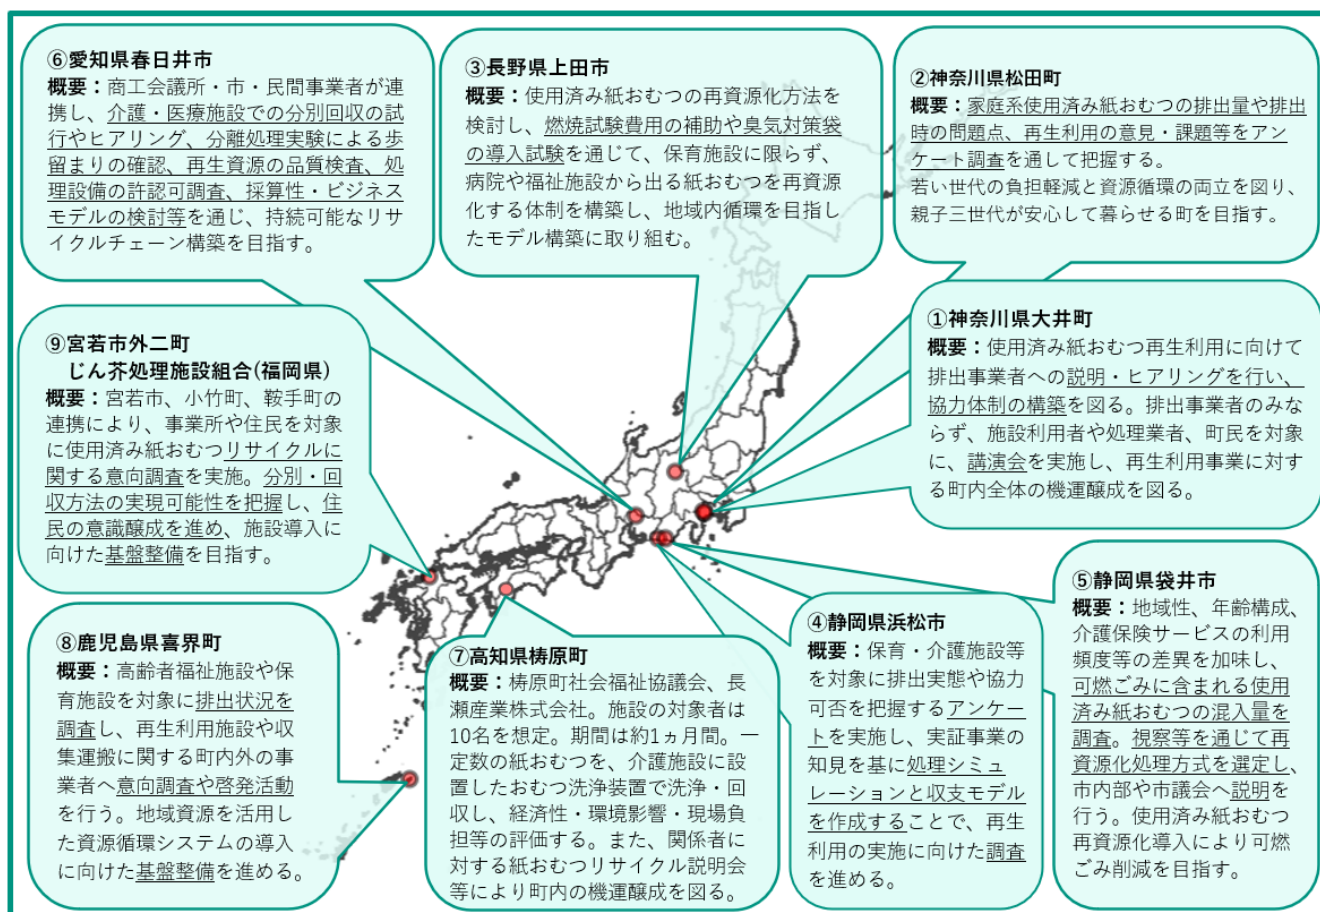 ⑥愛知県春日井市
概要：商工会議所・市・民間事業者が連
携し、介護・医療施設での分別回収の試
行やヒアリング、分離処理実験による歩
留まりの確認、再生資源の品質検査、処
理設備の許認可調査、採算性・ビジネス
モデルの検討等を通じ、持続可能なリサ
イクルチェーン構築を目指す。
③長野県上田市
概要：使用済み紙おむつの再資源化方法を
検討し、燃焼試験費用の補助や臭気対策袋
の導入試験を通じて、保育施設に限らず、
病院や福祉施設から出る紙おむつを再資源
化する体制を構築し、地域内循環を目指し
たモデル構築に取り組む。
②神奈川県松田町
概要：家庭系使用済み紙おむつの排出量や排出
時の問題点、再生利用の意見・課題等をアン
ケート調査を通して把握する。
若い世代の負担軽減と資源循環の両立を図り、
親子三世代が安心して暮らせる町を目指す。
①神奈川県大井町
概要：使用済み紙おむつ再生利用に向けて
排出事業者への説明・ヒアリングを行い、
協力体制の構築を図る。排出事業者のみな
らず、施設利用者や処理業者、町民を対象
に、講演会を実施し、再生利用事業に対す
る町内全体の機運醸成を図る。
⑨宮若市外二町
じん芥処理施設組合(福岡県)
概要：宮若市、小竹町、鞍手町の
連携により、事業所や住民を対象
に使用済み紙おむつリサイクルに
関する意向調査を実施。分別・回
収方法の実現可能性を把握し、住
民の意識醸成を進め、施設導入に
向けた基盤整備を目指す。
⑧鹿児島県喜界町
概要：高齢者福祉施設や保
育施設を対象に排出状況を
調査し、再生利用施設や収
集運搬に関する町内外の事
業者へ意向調査や啓発活動
を行う。地域資源を活用し
た資源循環システムの導入
に向けた基盤整備を進める。
⑦高知県梼原町
概要：梼原町社会福祉協議会、長
瀬産業株式会社。施設の対象者は
10名を想定。期間は約1ヵ月間。一
定数の紙おむつを、介護施設に設
置したおむつ洗浄装置で洗浄・回
収し、経済性・環境影響・現場負
担等の評価する。また、関係者に
対する紙おむつリサイクル説明会
等により町内の機運醸成を図る。
④静岡県浜松市
概要：保育・介護施設等
を対象に排出実態や協力
可否を把握するアンケー
トを実施し、実証事業の
知見を基に処理シミュ
レーションと収支モデル
を作成することで、再生
利用の実施に向けた調査
を進める。
⑤静岡県袋井市
概要：地域性、年齢構成、
介護保険サービスの利用
頻度等の差異を加味し、
可燃ごみに含まれる使用
済み紙おむつの混入量を
調査。視察等を通じて再
資源化処理方式を選定し、
市内部や市議会へ説明を
行う。使用済み紙おむつ
再資源化導入により可燃
ごみ削減を目指す。